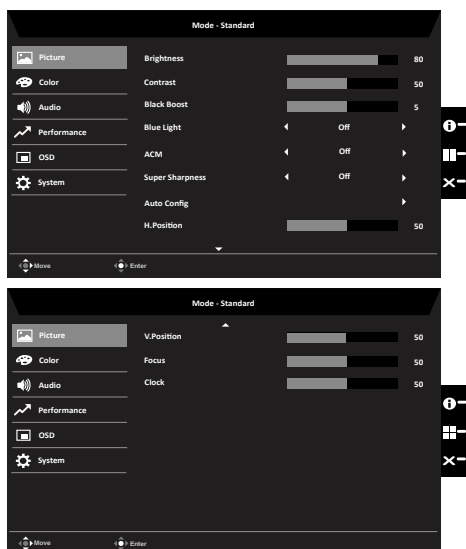 Mode - Standard
Picture
Brightness 80
Color
Contrast 50
Audio
Black Boost 5
Performance
Blue Light Off
OSD
ACM Off
System
Super Sharpness Off
Auto Config
H.Position 50
Move Enter
Mode - Standard
Picture
V.Position 50
Color
Focus 50
Audio
Clock 50
Performance
OSD
System
Move Enter